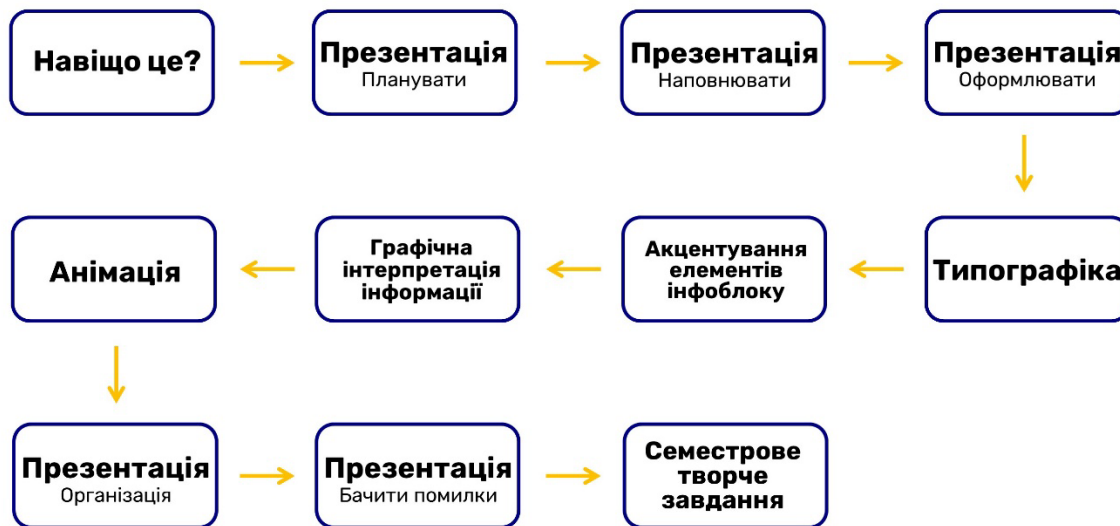 Навіщо це?
Презентація
Планувати
Презентація
Наповнювати
Презентація
Оформлювати
Типографіка
Акцентування
елементів
інфоблоку
Графічна
інтерпретація
інформації
Анімація
Презентація
Організація
Презентація
Бачити помилки
Семестрове
творче
завдання